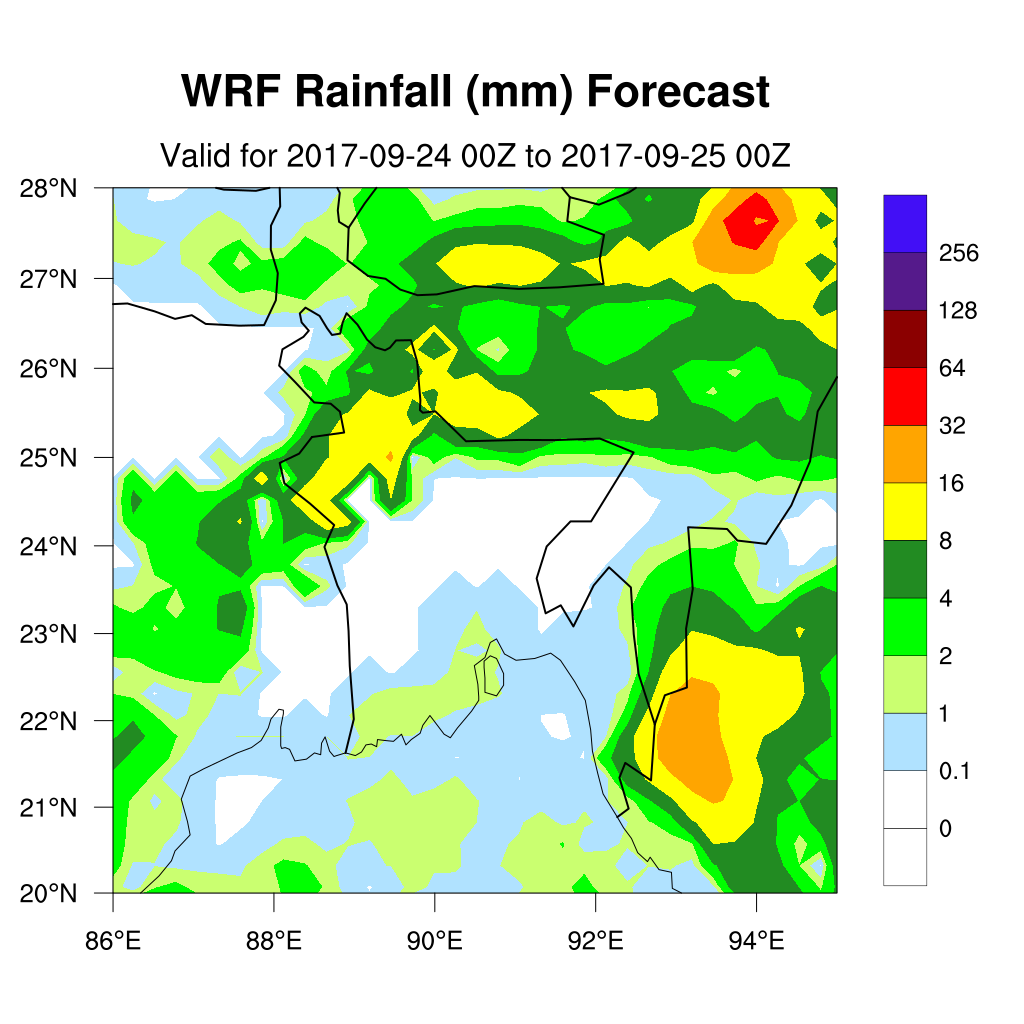 WRF Rainfall (mm) Forecast
Valid for 2017-09-24 00Z to 2017-09-25 00Z
28°N
27°N
26°N
25°N
24°N
23°N
22°N
21°N
20°N
86°E 88°E 90°E 92°E 94°E
256
128
64
32
16
8
4
2
1
0.1
0